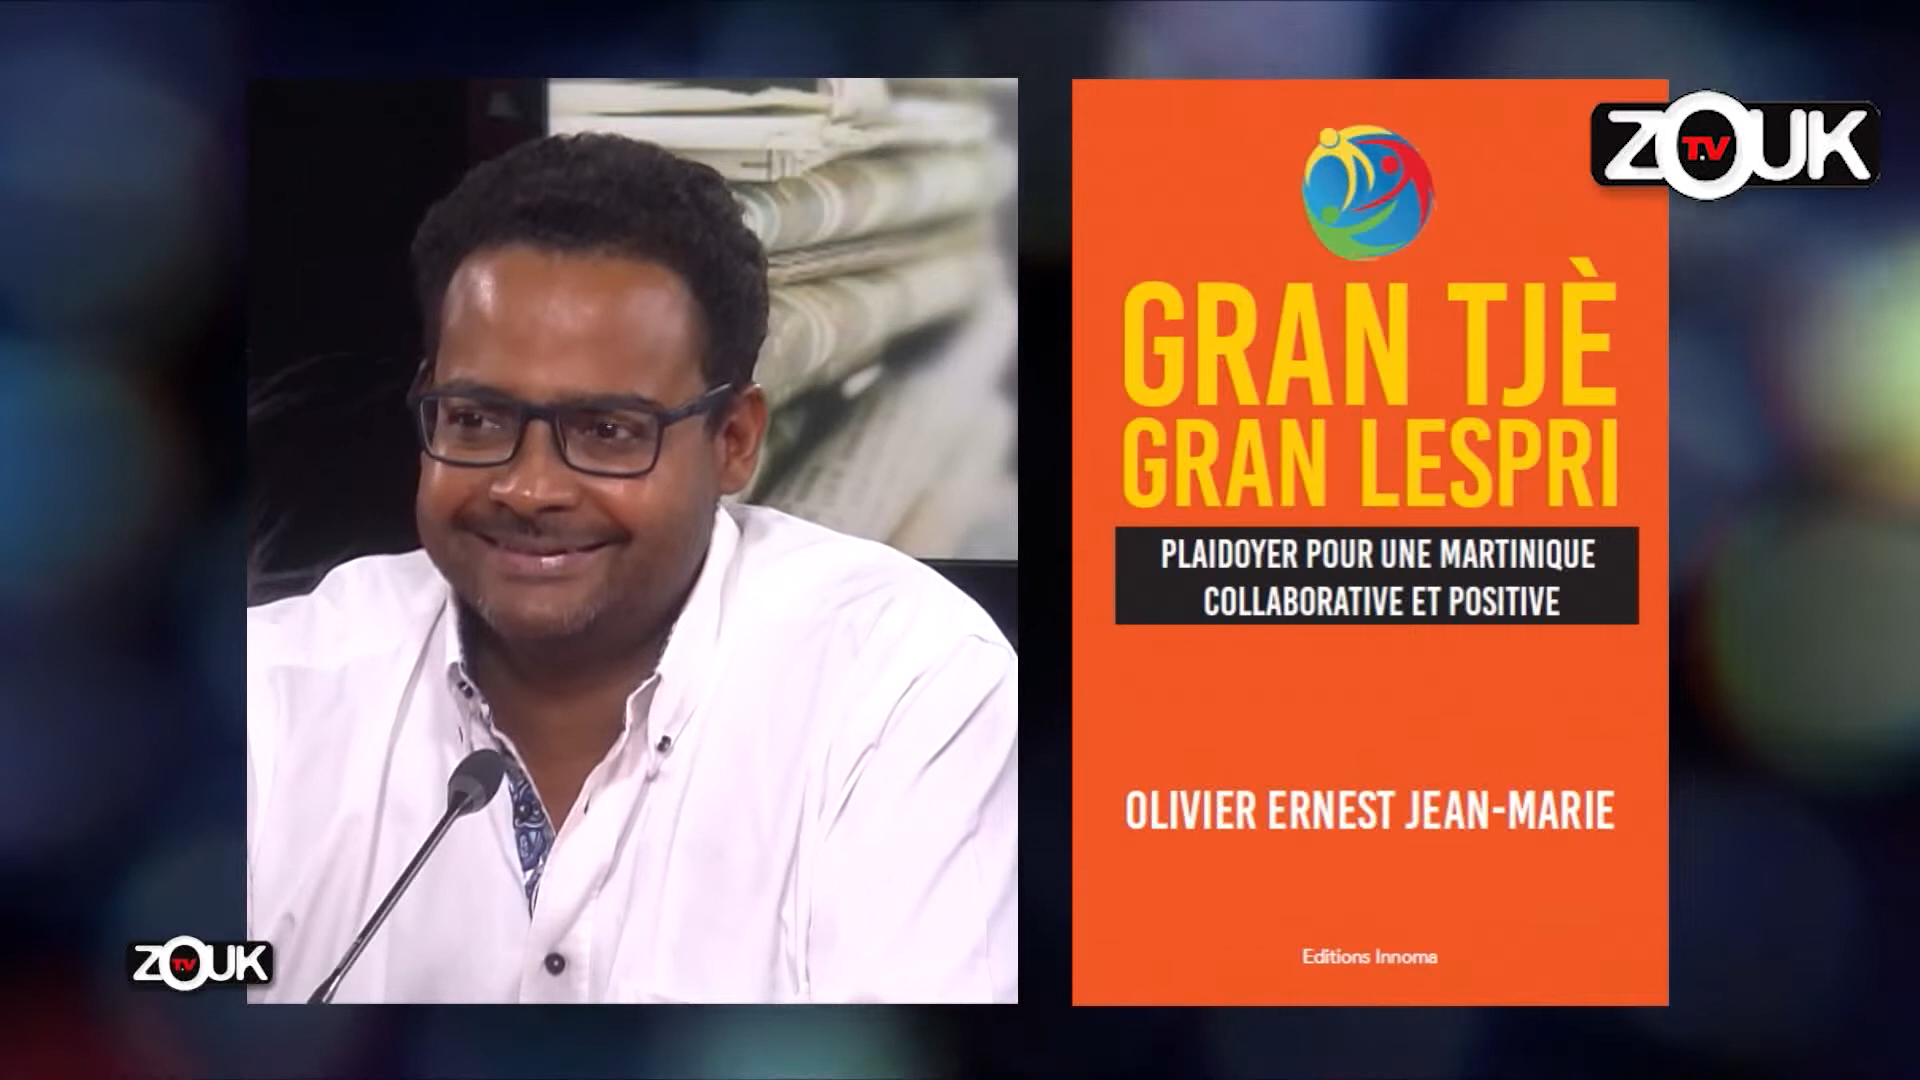 ZOUK
TV
GRAN TJÈ
GRAN LESPRI
PLAIDOYER POUR UNE MARTINIQUE
COLLABORATIVE ET POSITIVE
OLIVIER ERNEST JEAN-MARIE
Editions Innoma
ZOUK
TV